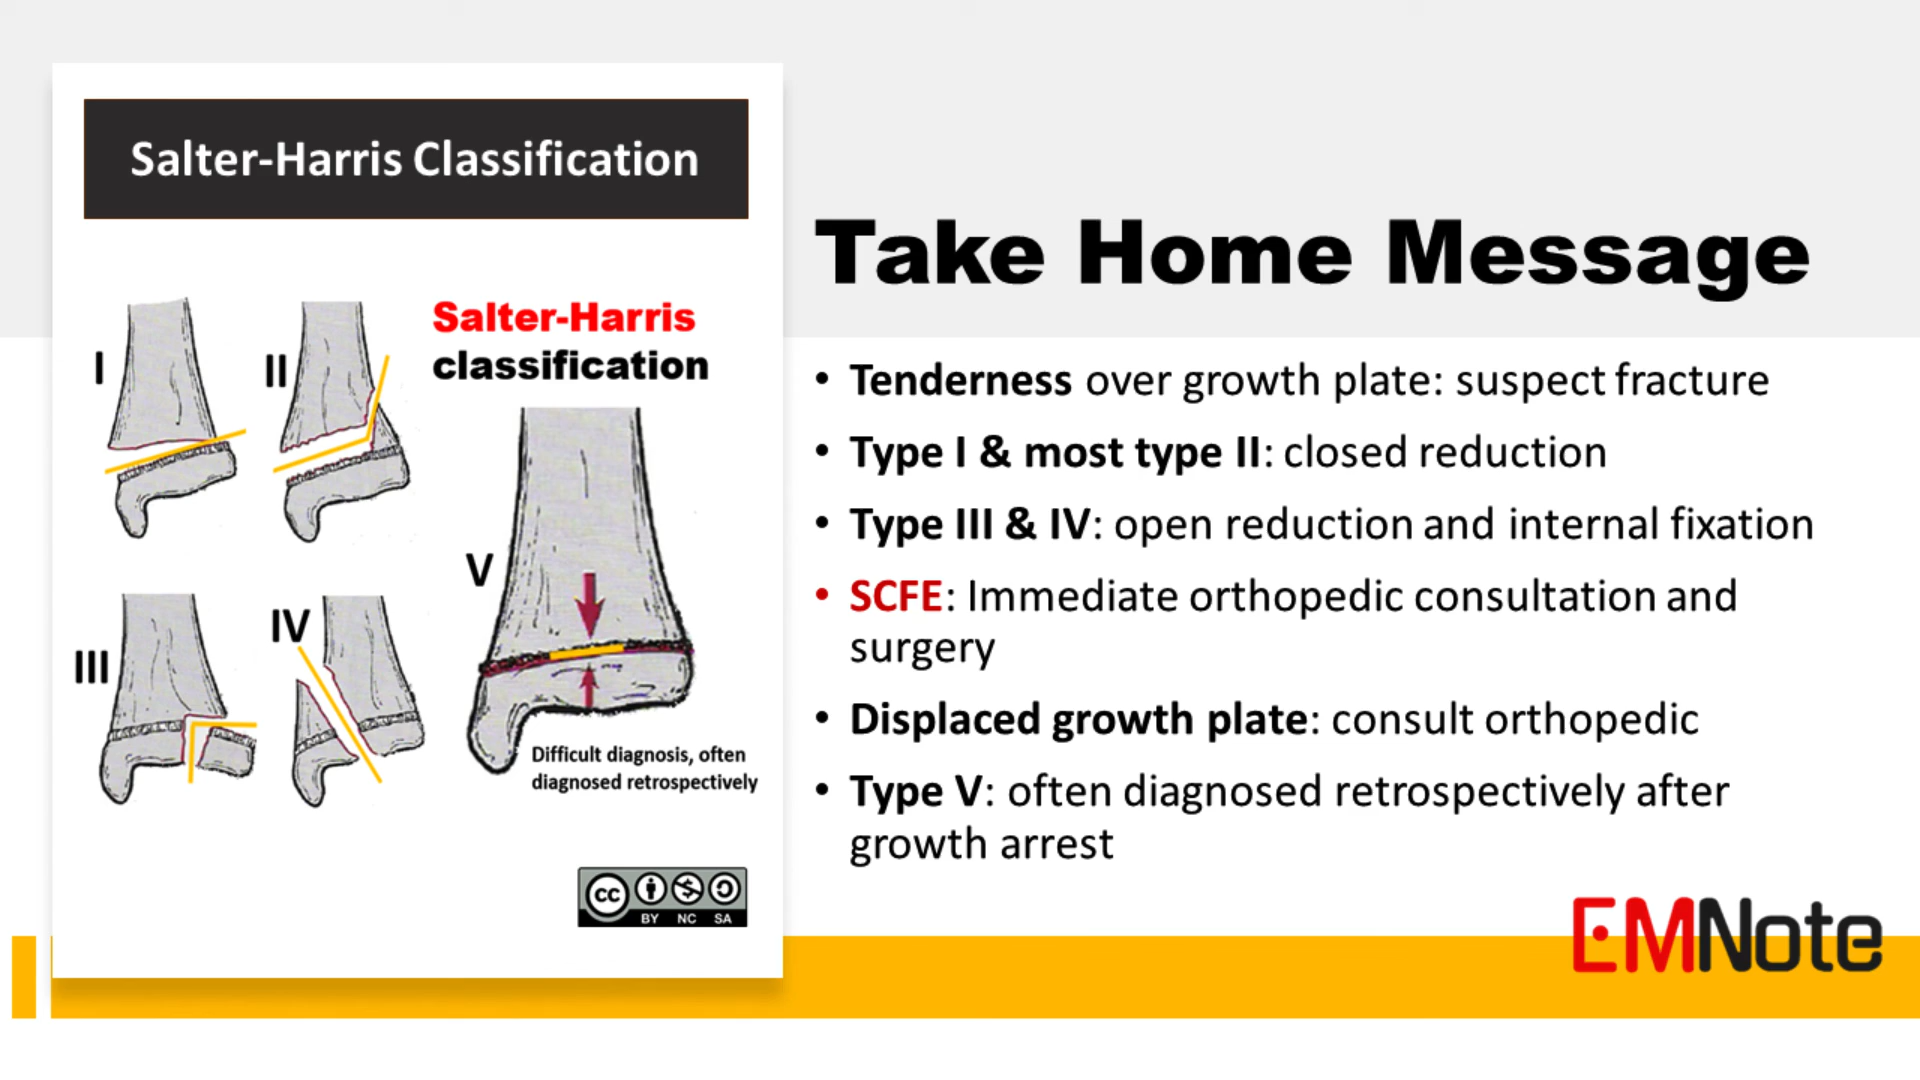 Salter-Harris Classification
Salter-Harris
classification
I
II
III
IV
V
Difficult diagnosis, often
diagnosed retrospectively
cc
BY NC SA
Take Home Message
• Tenderness over growth plate: suspect fracture
• Type I & most type II: closed reduction
• Type III & IV: open reduction and internal fixation
• SCFE: Immediate orthopedic consultation and
surgery
• Displaced growth plate: consult orthopedic
• Type V: often diagnosed retrospectively after
growth arrest
EMNote